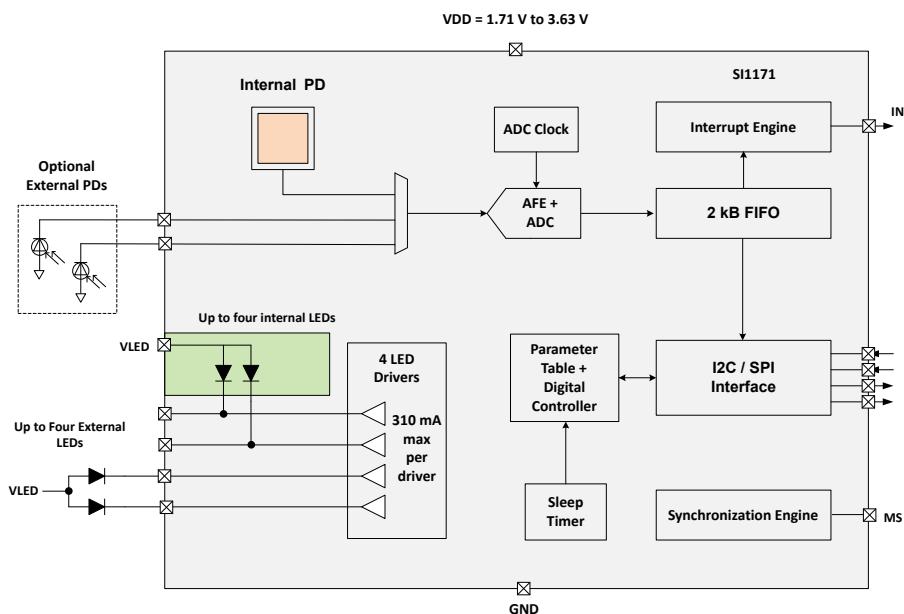 VDD = 1.71 V to 3.63 V
SI1171
Internal PD
ADC Clock
Interrupt Engine
IN
Optional
External PDs
AFE +
ADC
2 kB FIFO
Up to four internal LEDs
VLED
4 LED
Drivers
310 mA
max
per
driver
Parameter
Table +
Digital
Controller
I2C / SPI
Interface
Up to Four External
LEDs
VLED
Sleep
Timer
Synchronization Engine
MS
GND